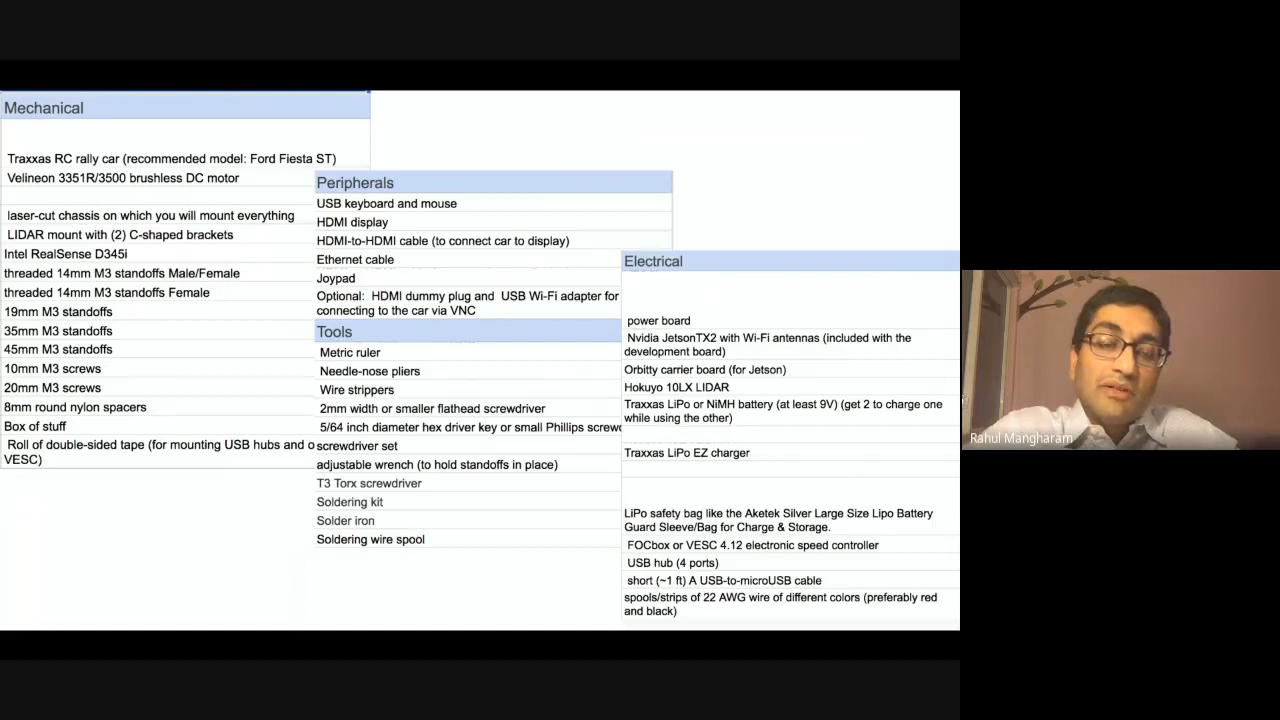 Mechanical
Traxxas RC rally car (recommended model: Ford Fiesta ST)
Velineon 3351R/3500 brushless DC motor
laser-cut chassis on which you will mount everything
LIDAR mount with (2) C-shaped brackets
Intel RealSense D345i
threaded 14mm M3 standoffs Male/Female
threaded 14mm M3 standoffs Female
19mm M3 standoffs
35mm M3 standoffs
45mm M3 standoffs
10mm M3 screws
20mm M3 screws
8mm round nylon spacers
Box of stuff
Roll of double-sided tape (for mounting USB hubs and o
VESC)
Peripherals
USB keyboard and mouse
HDMI display
HDMI-to-HDMI cable (to connect car to display)
Ethernet cable
Joypad
Optional: HDMI dummy plug and USB Wi-Fi adapter for
connecting to the car via VNC
Tools
Metric ruler
Needle-nose pliers
Wire strippers
2mm width or smaller flathead screwdriver
5/64 inch diameter hex driver key or small Phillips screwd
screwdriver set
adjustable wrench (to hold standoffs in place)
T3 Torx screwdriver
Soldering kit
Solder iron
Soldering wire spool
Electrical
power board
Nvidia JetsonTX2 with Wi-Fi antennas (included with the
development board)
Orbitty carrier board (for Jetson)
Hokuyo 10LX LIDAR
Traxxas LiPo or NiMH battery (at least 9V) (get 2 to charge one
while using the other)
Traxxas LiPo EZ charger
LiPo safety bag like the Aketek Silver Large Size Lipo Battery
Guard Sleeve/Bag for Charge & Storage.
FOCbox or VESC 4.12 electronic speed controller
USB hub (4 ports)
short (~1 ft) A USB-to-microUSB cable
spools/strips of 22 AWG wire of different colors (preferably red
and black)
Rahul Mangharam